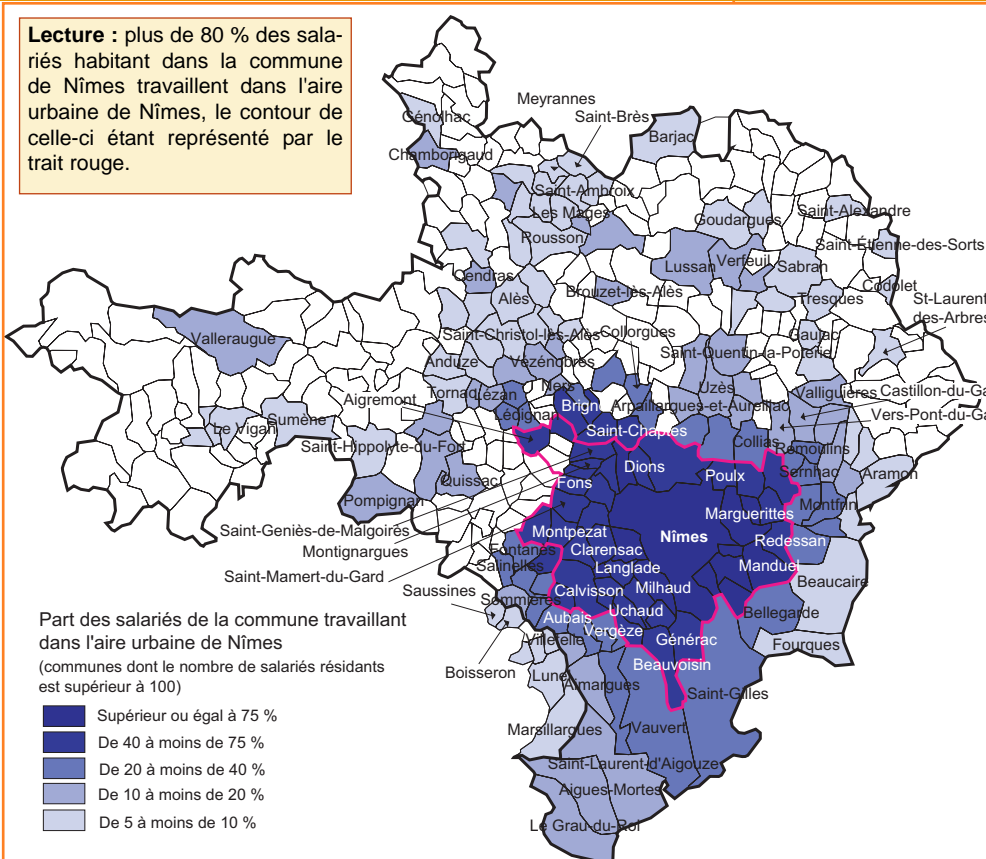 Lecture : plus de 80 % des sala-
riés habitant dans la commune
de Nîmes travaillent dans l'aire
urbaine de Nîmes, le contour de
celle-ci étant représenté par le
trait rouge.
Meyrannes
Saint-Brès
Génolhac
Barjac
Chamborigaud
Saint-Ambroix
Les Mages
Goudargues
Saint-Alexandre
Rousson
Saint-Étienne-des-Sorts
Lussan
Verfeuil
Sabran
Cendras
Codolet
Brouzet-lès-Alès
Alès
Tresques
St-Laurent
des-Arbres
Valleraugue
Saint-Christol-lès-Alès
Collorgues
Gaujac
Anduze
Vézénobres
Saint-Quentin-la-Poterie
Aigremont
Tornac
Lézan
Ners
Uzès
Valliguières
Castillon-du-Ga
Lédignan
Brigno
Arpaillargues-et-Aureillac
Vers-Pont-du-Ga
Le Vigan
Sumène
Saint-Chaptes
Saint-Hippolyte-du-Fort
Collias
Remoulins
Dions
Sernhac
Aramon
Quissac
Fons
Poulx
Pompignan
Marguerittes
Montfrin
Saint-Geniès-de-Malgoires
Montpezat
Nîmes
Redessan
Montignargues
Fontanès
Clarensac
Saint-Mamert-du-Gard
Salinelles
Langlade
Manduel
Beaucaire
Saussines
Sommières
Calvisson
Milhaud
Uchaud
Bellegarde
Aubais
Part des salariés de la commune travaillant
dans l'aire urbaine de Nîmes
(communes dont le nombre de salariés résidants
est supérieur à 100)
Villetelle
Vergèze
Générac
Fourques
Boisseron
Lunel
Aimargues
Beauvoisin
Saint-Gilles
Marsillargues
Vauvert
Saint-Laurent-d'Aigouze
Aigues-Mortes
Le Grau-du-Roi
Supérieur ou égal à 75 %
De 40 à moins de 75 %
De 20 à moins de 40 %
De 10 à moins de 20 %
De 5 à moins de 10 %